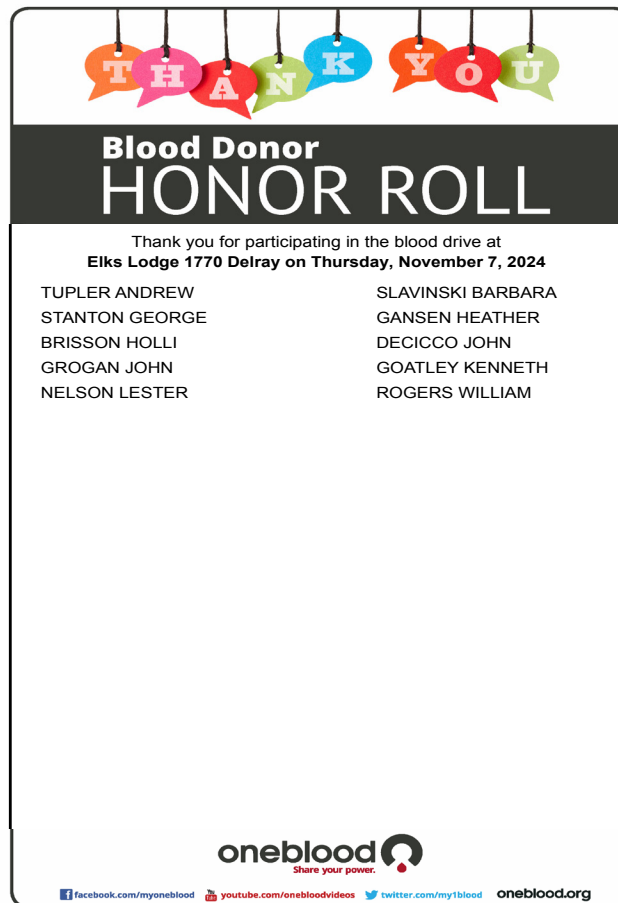 THANK YOU
Blood Donor
HONOR ROLL
Thank you for participating in the blood drive at
Elks Lodge 1770 Delray on Thursday, November 7, 2024
TUPLER ANDREW
STANTON GEORGE
BRISSON HOLLI
GROGAN JOHN
NELSON LESTER
SLAVINSKI BARBARA
GANSEN HEATHER
DECICCO JOHN
GOATLEY KENNETH
ROGERS WILLIAM
oneblood
Share your power.
f facebook.com/myoneblood You Tube youtube.com/onebloodvideos twitter.com/my1blood oneblood.org